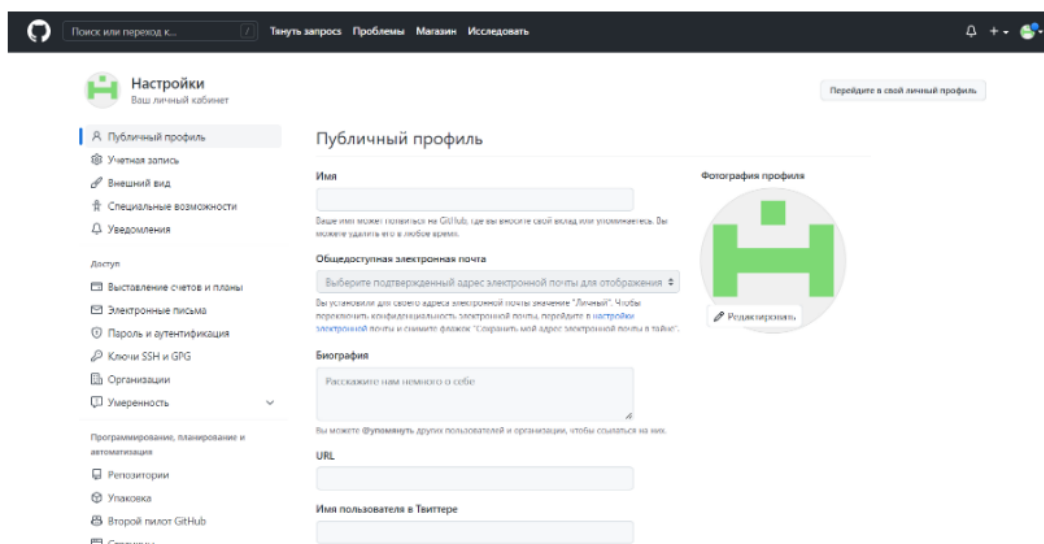 Поиск или переход к... / Тянуть запросс Проблемы Магазин Исследовать
Настройки
Ваш личный кабинет
Перейдите в свой личный профиль
Публичный профиль
Учетная запись
Внешний вид
Специальные возможности
Уведомления
Доступ
Выставление счетов и планы
Электронные письма
Пароль и аутентификация
Ключи SSH и GPG
Организации
Умеренность
Программирование, планирование и
автоматизация
Репозитории
Упаковка
Второй пилот GitHub
Публичный профиль
Имя
Ваше имя может появиться на GitHub, где вы вносите свой вклад или упоминаетесь. Вы
можете удалить его в любое время.
Общедоступная электронная почта
Выберите подтвержденный адрес электронной почты для отображения
Вы установили для своего адреса электронной почты значение "Личный". Чтобы
переключить конфиденциальность электронной почты, перейдите в настройки
электронной почты и снимите флажок "Сохранить мой адрес электронной почты в тайне".
Биография
Расскажите нам немного о себе
Вы можете @упомянуть других пользователей и организации, чтобы ссылаться на них.
URL
Имя пользователя в Твиттере
Фотография профиля
Редактировать